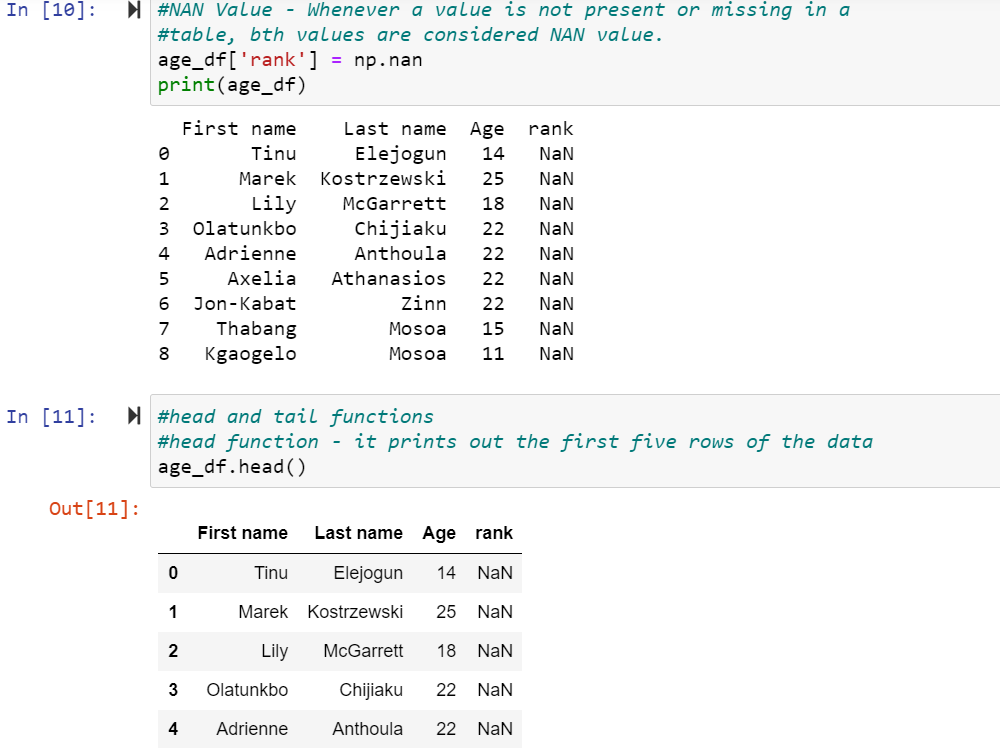 In [10]: #NAN Value - Whenever a value is not present or missing in a
#table, bth values are considered NAN value.
age_df['rank'] = np.nan
print(age_df)
First name Last name Age rank
0 Tinu Elejogun 14 NaN
1 Marek Kostrzewski 25 NaN
2 Lily McGarrett 18 NaN
3 Olatunkbo Chijiaku 22 NaN
4 Adrienne Anthoula 22 NaN
5 Axelia Athanasios 22 NaN
6 Jon-Kabat Zinn 22 NaN
7 Thabang Mosoa 15 NaN
8 Kgaogelo Mosoa 11 NaN
In [11]: #head and tail functions
#head function - it prints out the first five rows of the data
age_df.head()
Out[11]:
First name Last name Age rank
0 Tinu Elejogun 14 NaN
1 Marek Kostrzewski 25 NaN
2 Lily McGarrett 18 NaN
3 Olatunkbo Chijiaku 22 NaN
4 Adrienne Anthoula 22 NaN